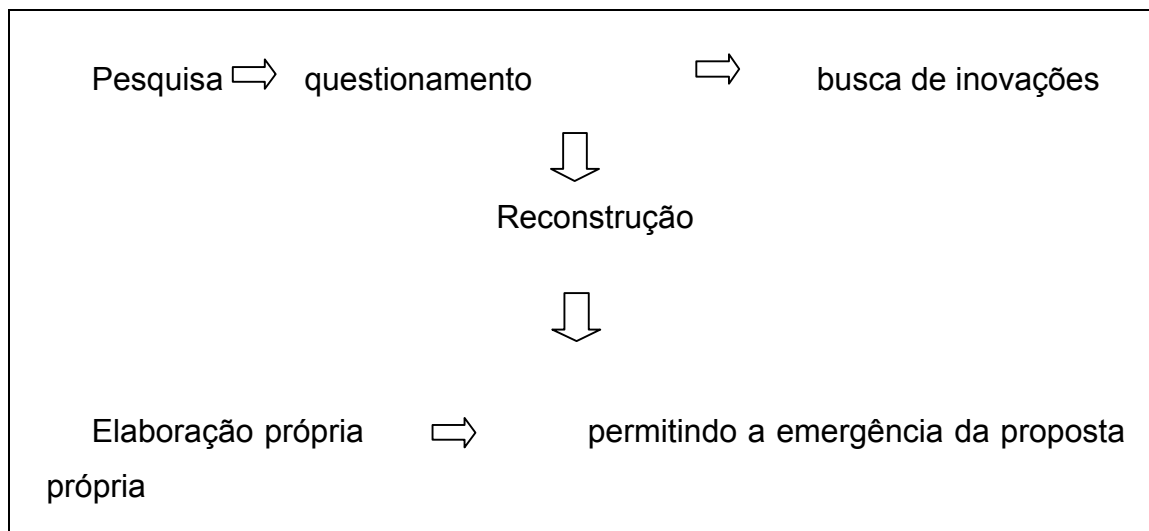 Pesquisa questionamento busca de inovações
Reconstrução
Elaboração própria permitindo a emergência da proposta
própria